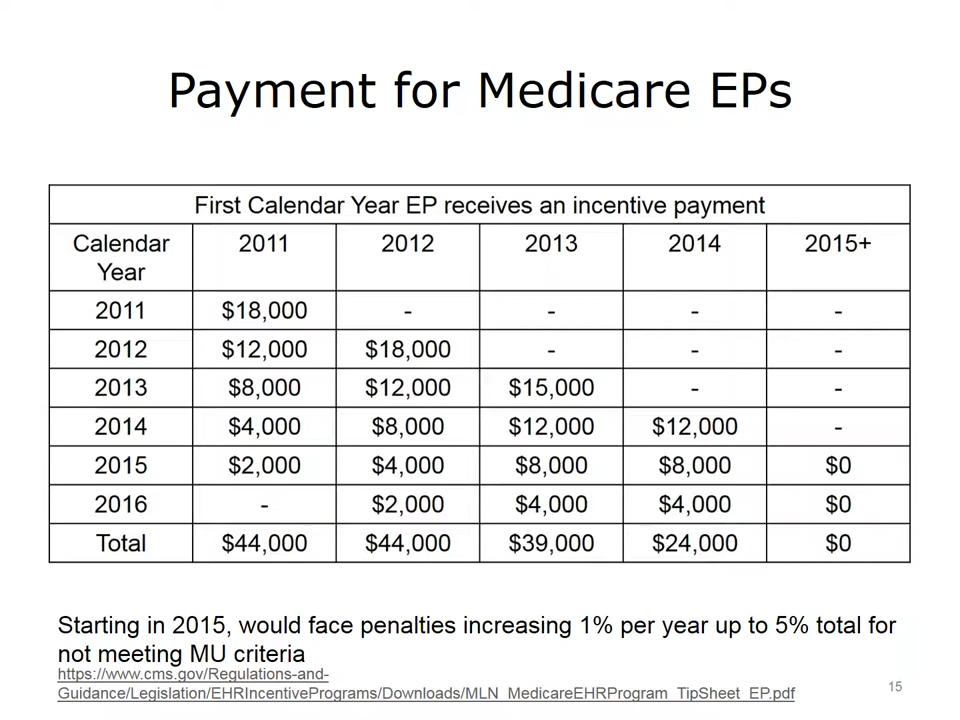 Payment for Medicare EPs
First Calendar Year EP receives an incentive payment
Calendar Year 2011 2012 2013 2014 2015+
2011 $18,000 - - - -
2012 $12,000 $18,000 - - -
2013 $8,000 $12,000 $15,000 - -
2014 $4,000 $8,000 $12,000 $12,000 -
2015 $2,000 $4,000 $8,000 $8,000 $0
2016 - $2,000 $4,000 $4,000 $0
Total $44,000 $44,000 $39,000 $24,000 $0
Starting in 2015, would face penalties increasing 1% per year up to 5% total for
not meeting MU criteria
https://www.cms.gov/Regulations-and-
Guidance/Legislation/EHRIncentivePrograms/Downloads/MLN_MedicareEHRProgram_TipSheet_EP.pdf
15